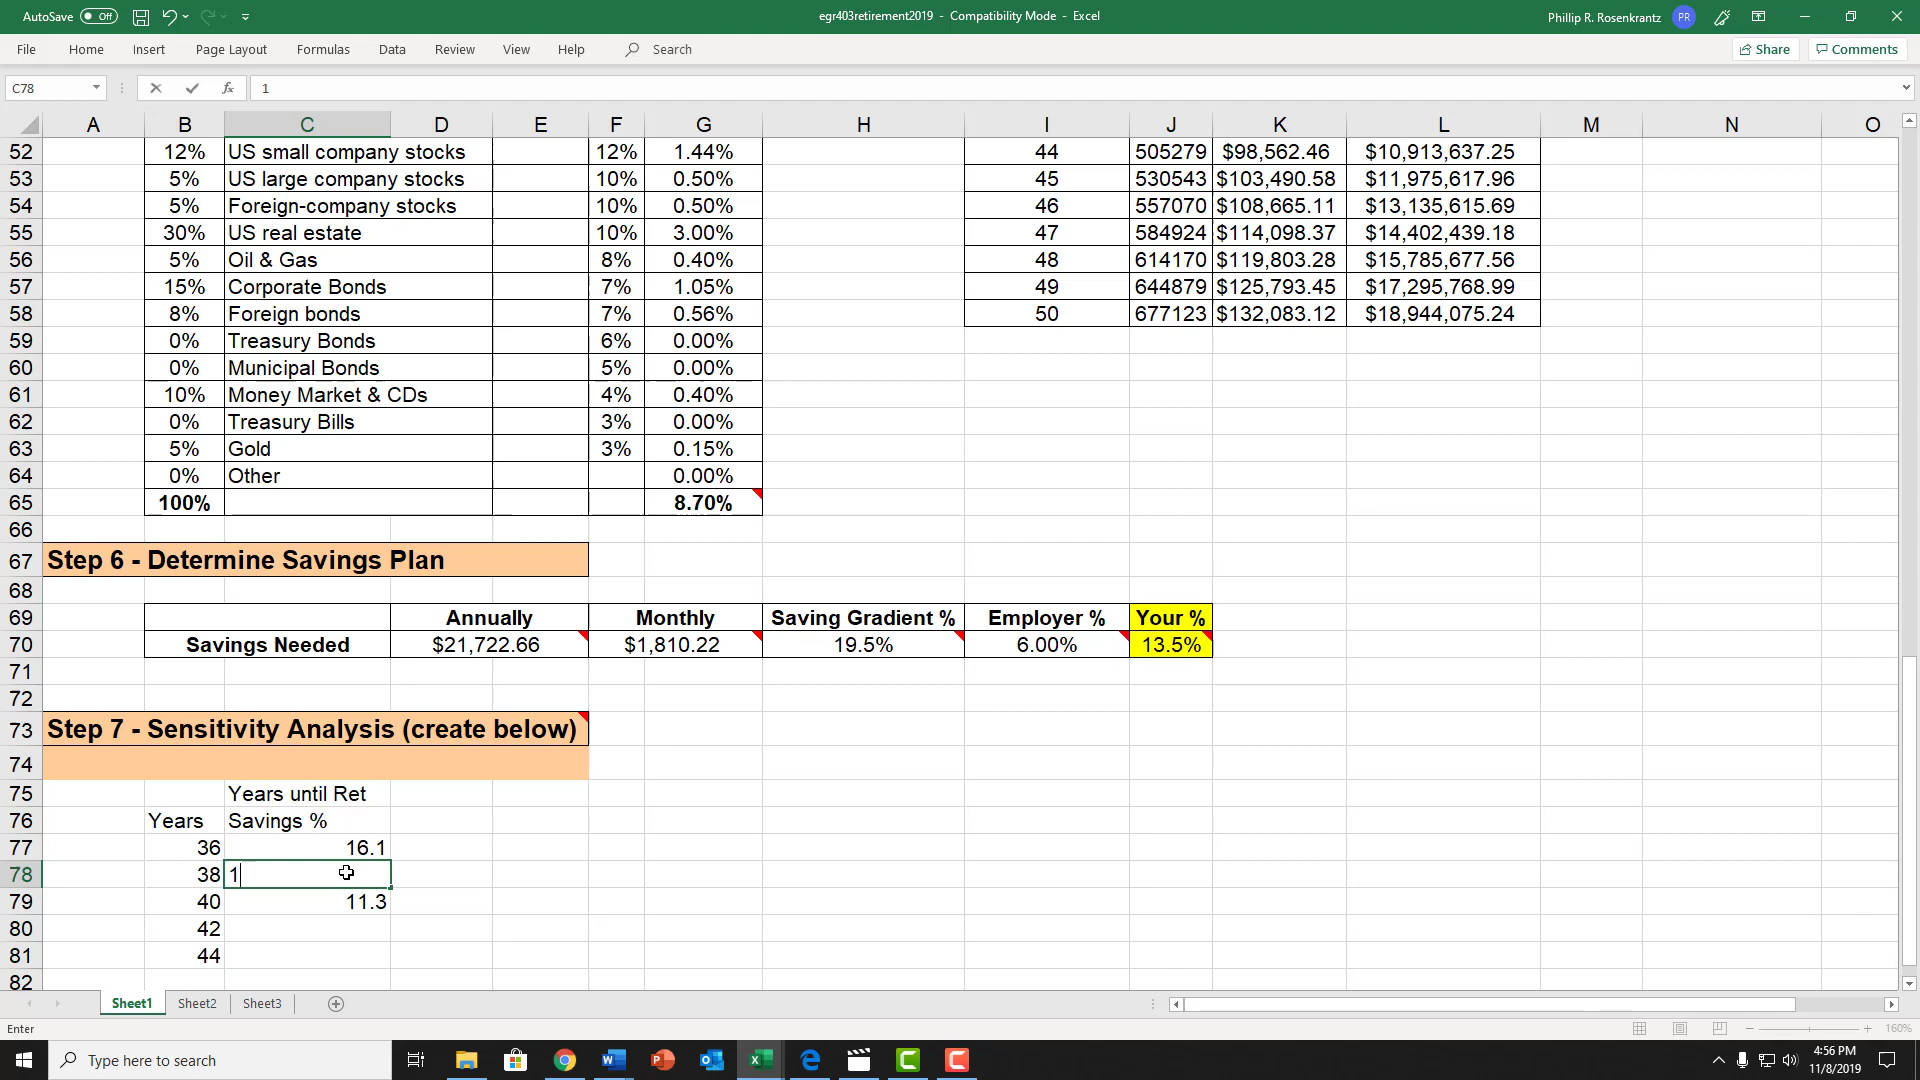 AutoSave Off egr403retirement2019 - Compatibility Mode - Excel Phillip R. Rosenkrantz PR
File Home Insert Page Layout Formulas Data Review View Help Search Share Comments
C78 fx 1
A B C D E F G H I J K L M N O
52 12% US small company stocks 12% 1.44% 44 505279 $98,562.46 $10,913,637.25
53 5% US large company stocks 10% 0.50% 45 530543 $103,490.58 $11,975,617.96
54 5% Foreign-company stocks 10% 0.50% 46 557070 $108,665.11 $13,135,615.69
55 30% US real estate 10% 3.00% 47 584924 $114,098.37 $14,402,439.18
56 5% Oil & Gas 8% 0.40% 48 614170 $119,803.28 $15,785,677.56
57 15% Corporate Bonds 7% 1.05% 49 644879 $125,793.45 $17,295,768.99
58 8% Foreign bonds 7% 0.56% 50 677123 $132,083.12 $18,944,075.24
59 0% Treasury Bonds 6% 0.00%
60 0% Municipal Bonds 5% 0.00%
61 10% Money Market & CDs 4% 0.40%
62 0% Treasury Bills 3% 0.00%
63 5% Gold 3% 0.15%
64 0% Other 0.00%
65 100% 8.70%
66
67 Step 6 - Determine Savings Plan
68
69 Annually Monthly Saving Gradient % Employer % Your %
70 Savings Needed $21,722.66 $1,810.22 19.5% 6.00% 13.5%
71
72
73 Step 7 - Sensitivity Analysis (create below)
74
75 Years until Ret
76 Years Savings %
77 36 16.1
78 38 1
79 40 11.3
80 42
81 44
82
Sheet1 Sheet2 Sheet3
Enter 160%
Type here to search 4:56 PM
11/8/2019